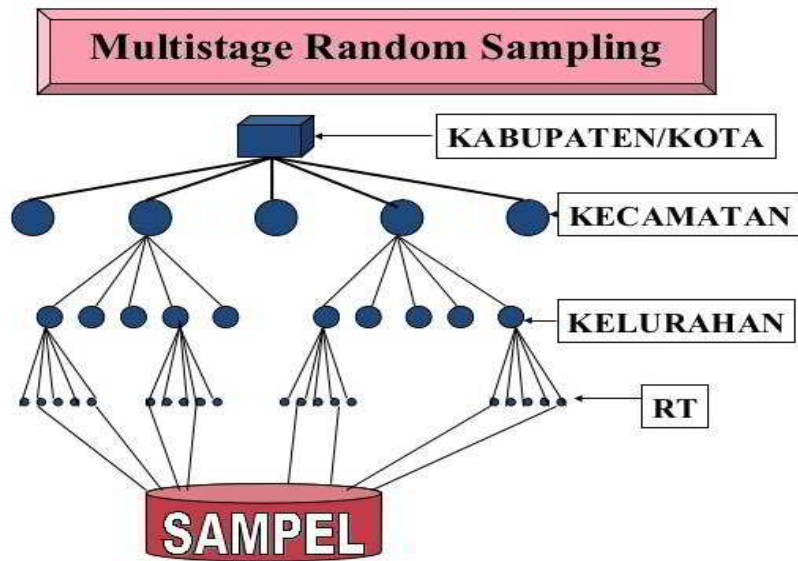 Multistage Random Sampling
KABUPATEN/KOTA
KECAMATAN
KELURAHAN
RT
SAMPEL